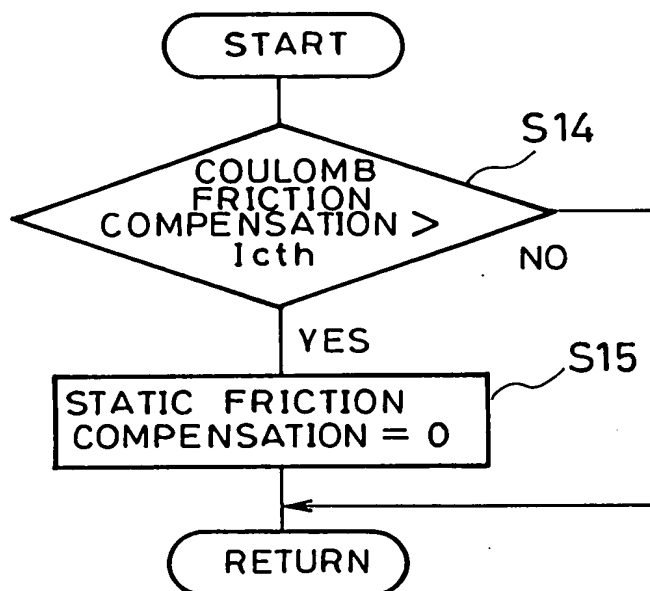 START
S14
COULOMB
FRICTION
COMPENSATION >
Icth
NO
YES
S15
STATIC FRICTION
COMPENSATION = 0
RETURN